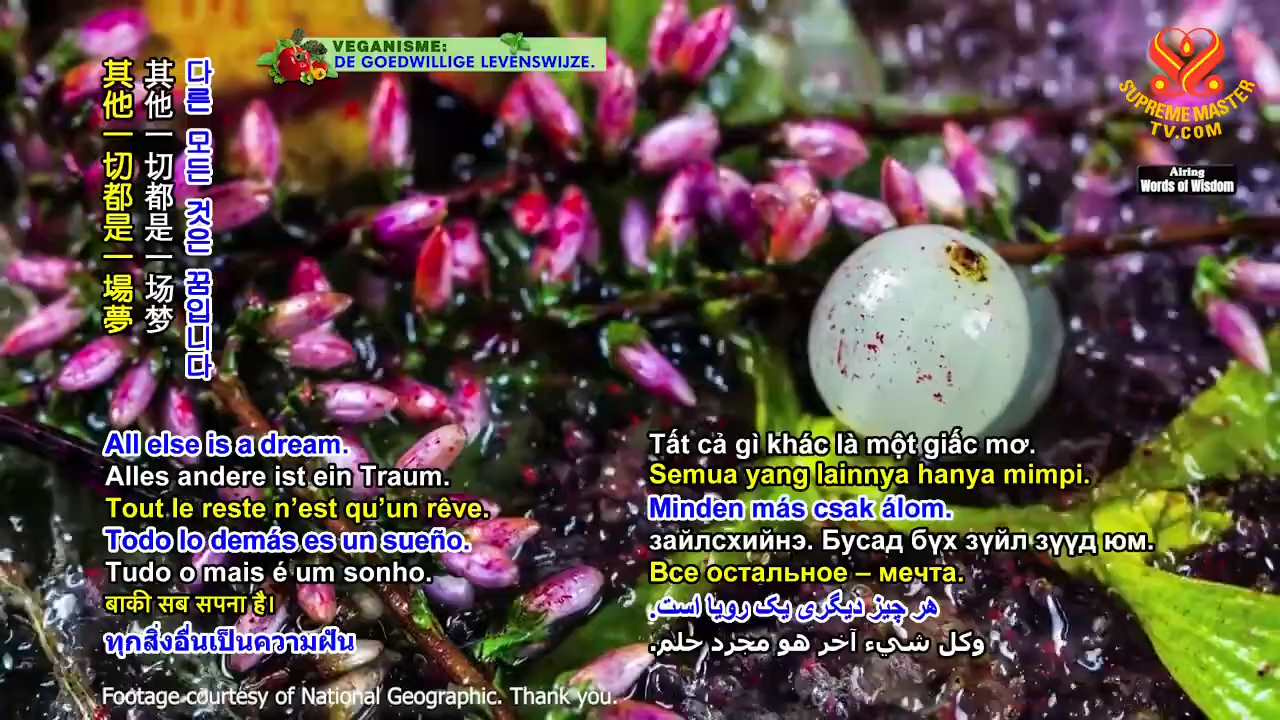 VEGANISME:
DE GOEDWILLIGE LEVENSWIJZE.
SUPREME MASTER
TV.COM
Airing
Words of Wisdom
다른 모든 것은 꿈입니다
其他一切都是一场梦
其他一切都是一場夢
All else is a dream.
Alles andere ist ein Traum.
Tout le reste n’est qu’un rêve.
Todo lo demás es un sueño.
Tudo o mais é um sonho.
बाकी सब सपना है।
ทุกสิ่งอื่นเป็นความฝัน
Tất cả gì khác là một giấc mơ.
Semua yang lainnya hanya mimpi.
Minden más csak álom.
зайлсхийнэ. Бусад бүх зүйл зүүд юм.
Все остальное – мечта.
هر چیز دیگری یک رویا است.
وكل شيء آخر هو مجرد حلم.
Footage courtesy of National Geographic. Thank you.